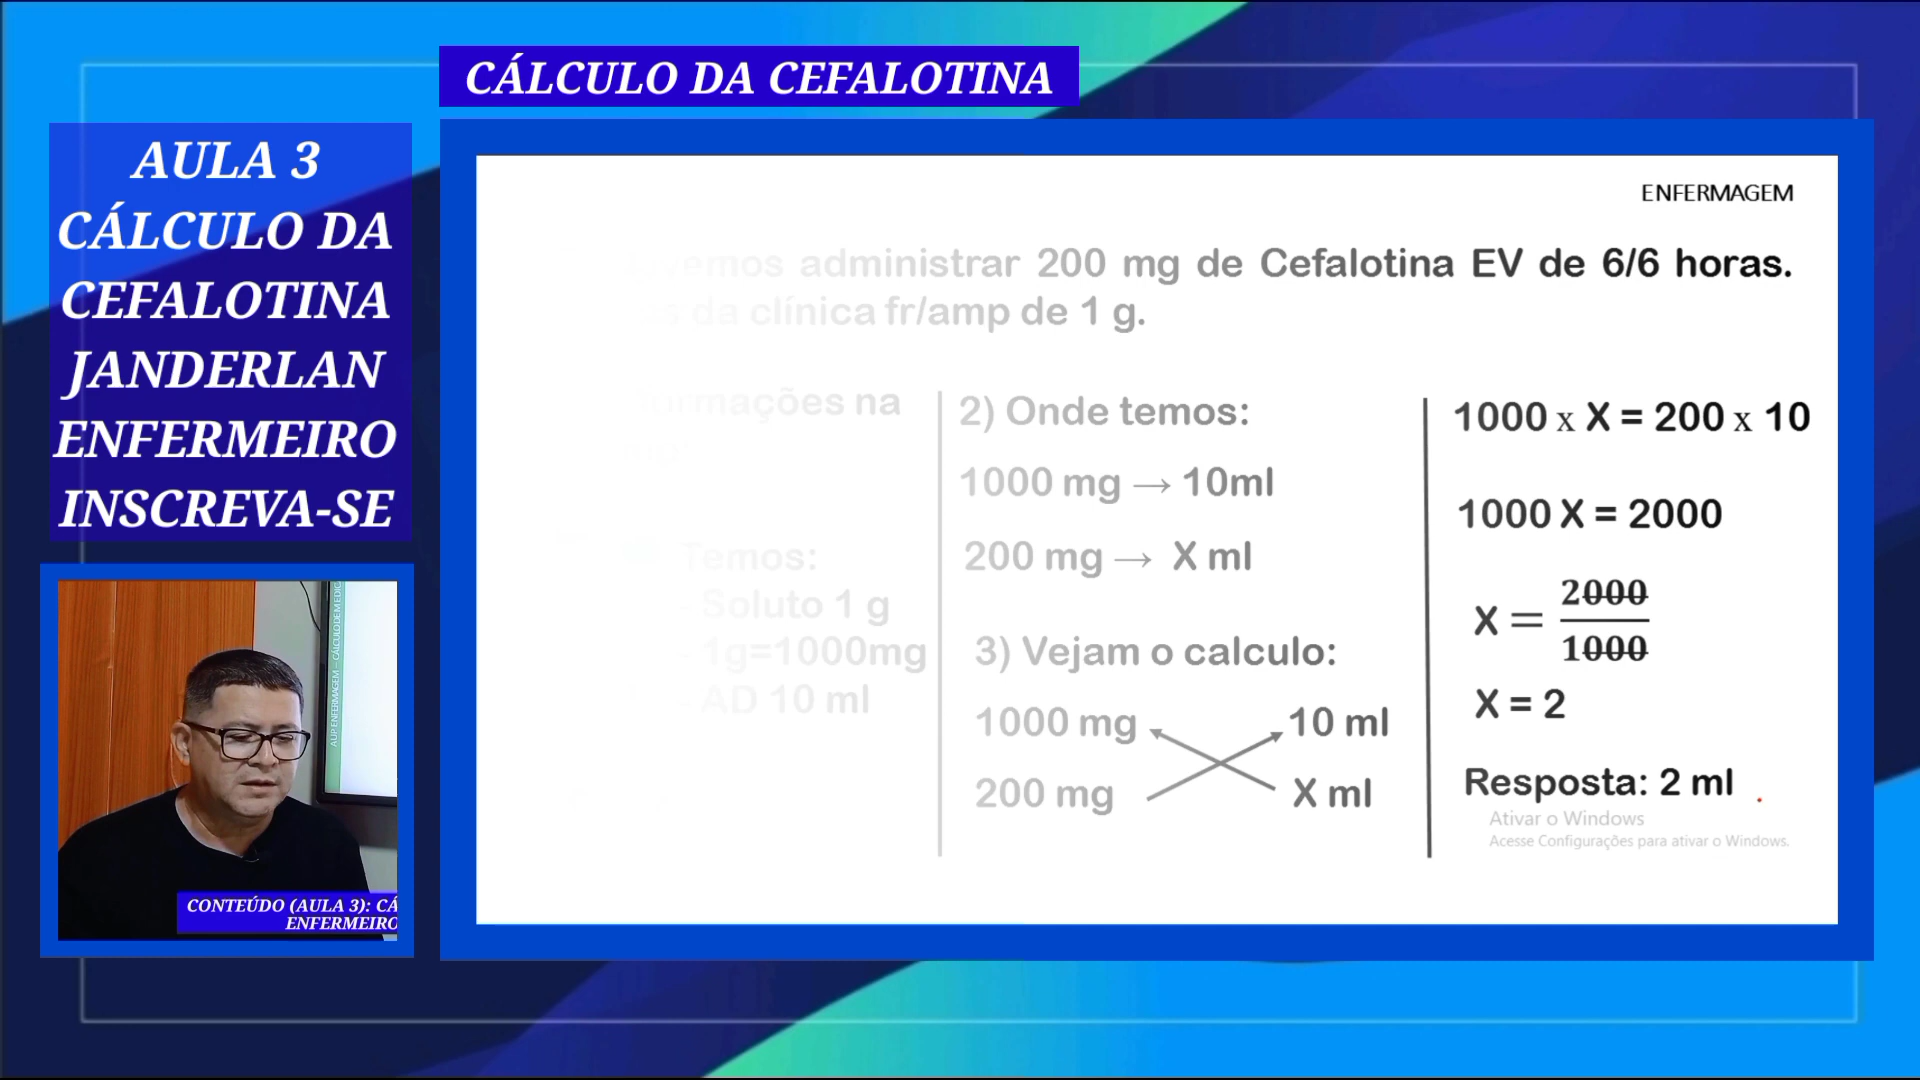 CÁLCULO DA CEFALOTINA
AULA 3
CÁLCULO DA
CEFALOTINA
JANDERLAN
ENFERMEIRO
INSCREVA-SE
ENFERMAGEM
administrar 200 mg de Cefalotina EV de 6/6 horas.
da clínica fr/amp de 1 g.
na
Temos:
- Soluto 1 g
- 1g=1000mg
- AD 10 ml
2) Onde temos:
1000 mg → 10ml
200 mg → X ml
3) Vejam o calculo:
1000 mg 10 ml
200 mg X ml
1000 x X = 200 x 10
1000 X = 2000
X = 2000
1000
X = 2
Resposta: 2 ml
Ativar o Windows
Acesse Configurações para ativar o Windows.
CONTEÚDO (AULA 3): CÁ
ENFERMEIRO